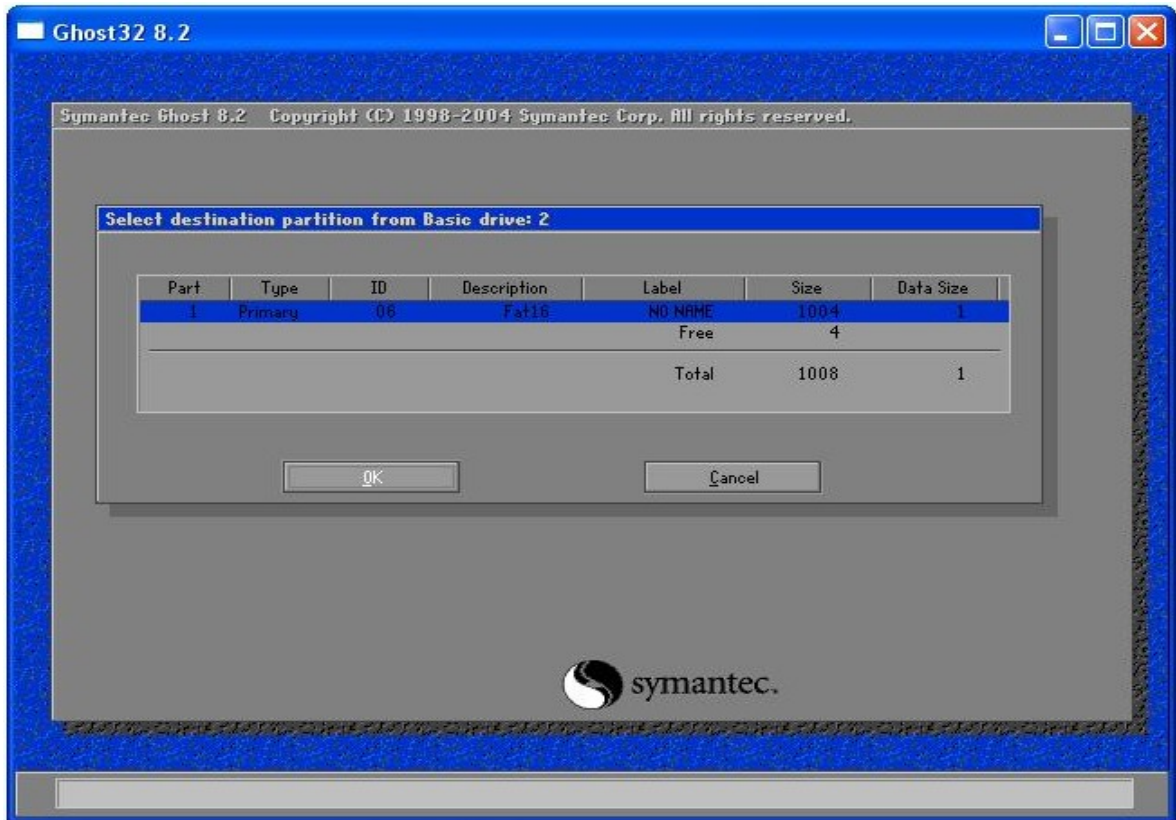 Ghost32 8.2
Symantec Ghost 8.2 Copyright (C) 1998-2004 Symantec Corp. All rights reserved.
Select destination partition from Basic drive: 2
Part Type ID Description Label Size Data Size
1 Primary 06 Fat16 NO NAME 1004 1
Free 4
Total 1008 1
OK Cancel
symantec.